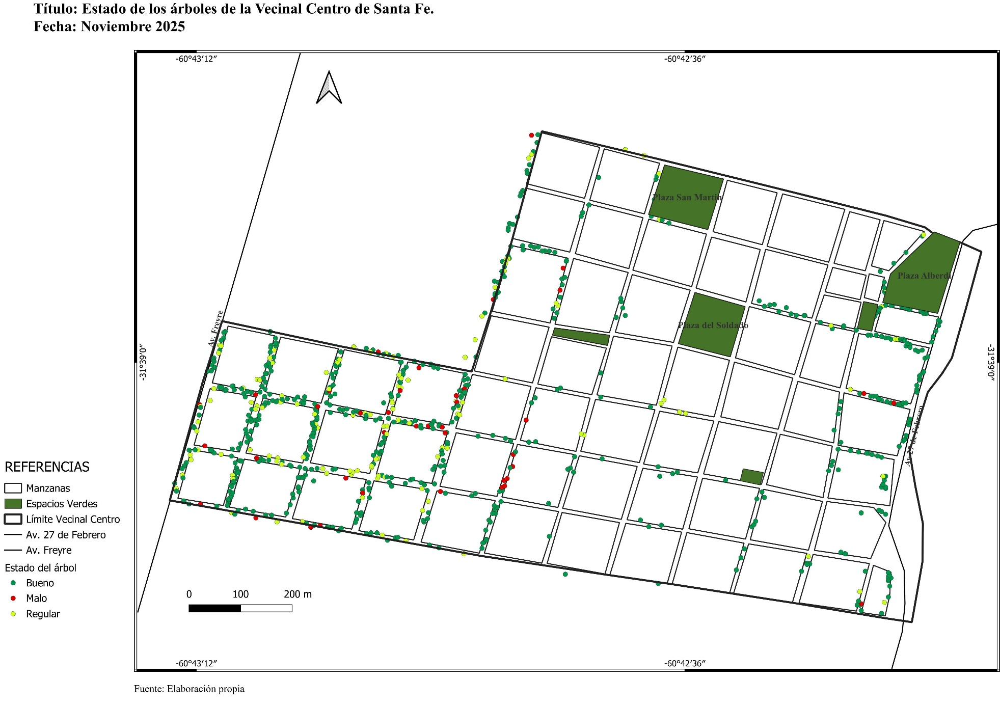 Título: Estado de los árboles de la Vecinal Centro de Santa Fe.
Fecha: Noviembre 2025
-60°43′12″
-60°42′36″
Plaza San Martin
Plaza Alberdi
Plaza del Soldado
Av. Freyre
-31°39′0″
-31°39′0″
Av 27 de Febrero
REFERENCIAS
Manzanas
Espacios Verdes
Límite Vecinal Centro
Av. 27 de Febrero
Av. Freyre
Estado del árbol
Bueno
Malo
Regular
0 100 200 m
-60°43′12″
-60°42′36″
Fuente: Elaboración propia